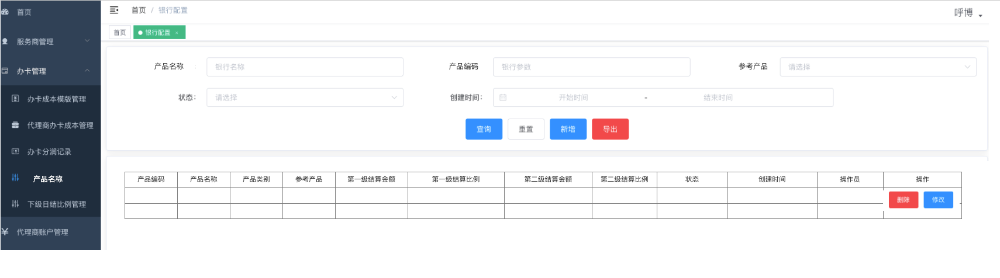 首页
服务商管理
办卡管理
办卡成本模版管理
代理商办卡成本管理
办卡分润记录
产品名称
下级日结比例管理
代理商账户管理
首页 / 银行配置
呼博
首页 银行配置 ×
产品名称 : 银行名称 产品编码 银行参数 参考产品 请选择
状态: 请选择 创建时间: 开始时间 - 结束时间
查询 重置 新增 导出
产品编码 产品名称 产品类别 参考产品 第一级结算金额 第一级结算比例 第二级结算金额 第二级结算比例 状态 创建时间 操作员 操作
删除 修改